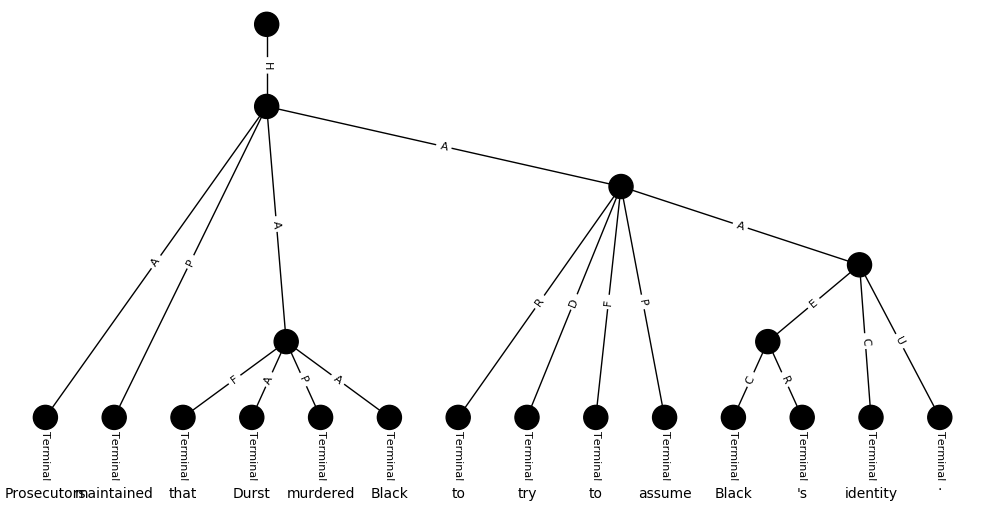 H
A
A
A
P
A
R
D
F
P
E
C
U
F
A
P
A
C
R
Terminal Terminal Terminal Terminal Terminal Terminal Terminal Terminal Terminal Terminal Terminal Terminal Terminal Terminal
Prosecutors maintained that Durst murdered Black to try to assume Black 's identity .